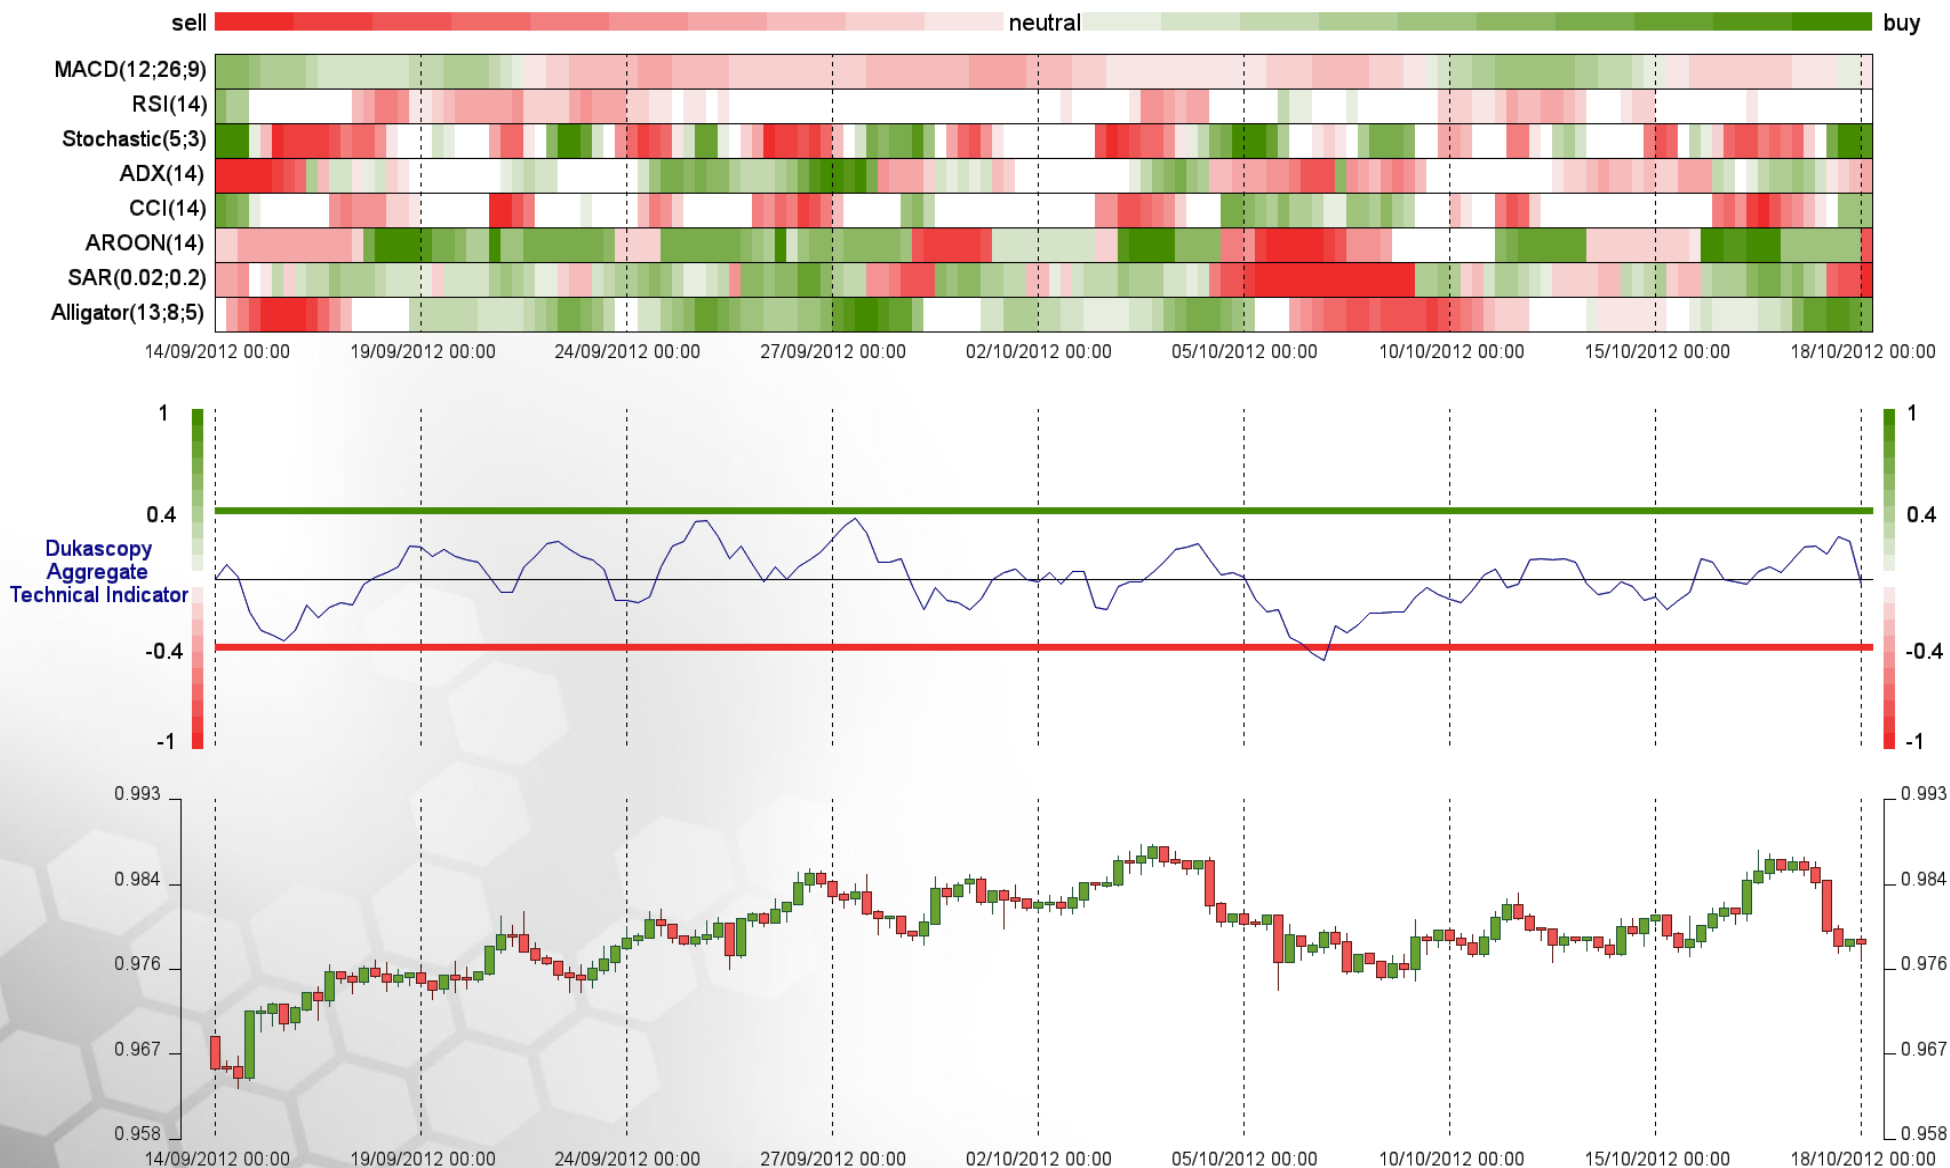 sell neutral buy
MACD(12;26;9)
RSI(14)
Stochastic(5;3)
ADX(14)
CCI(14)
AROON(14)
SAR(0.02;0.2)
Alligator(13;8;5)
14/09/2012 00:00 19/09/2012 00:00 24/09/2012 00:00 27/09/2012 00:00 02/10/2012 00:00 05/10/2012 00:00 10/10/2012 00:00 15/10/2012 00:00 18/10/2012 00:00
1 1
0.4 0.4
Dukascopy
Aggregate
Technical Indicator
-0.4 -0.4
-1 -1
0.993 0.993
0.984 0.984
0.976 0.976
0.967 0.967
0.958 0.958
14/09/2012 00:00 19/09/2012 00:00 24/09/2012 00:00 27/09/2012 00:00 02/10/2012 00:00 05/10/2012 00:00 10/10/2012 00:00 15/10/2012 00:00 18/10/2012 00:00